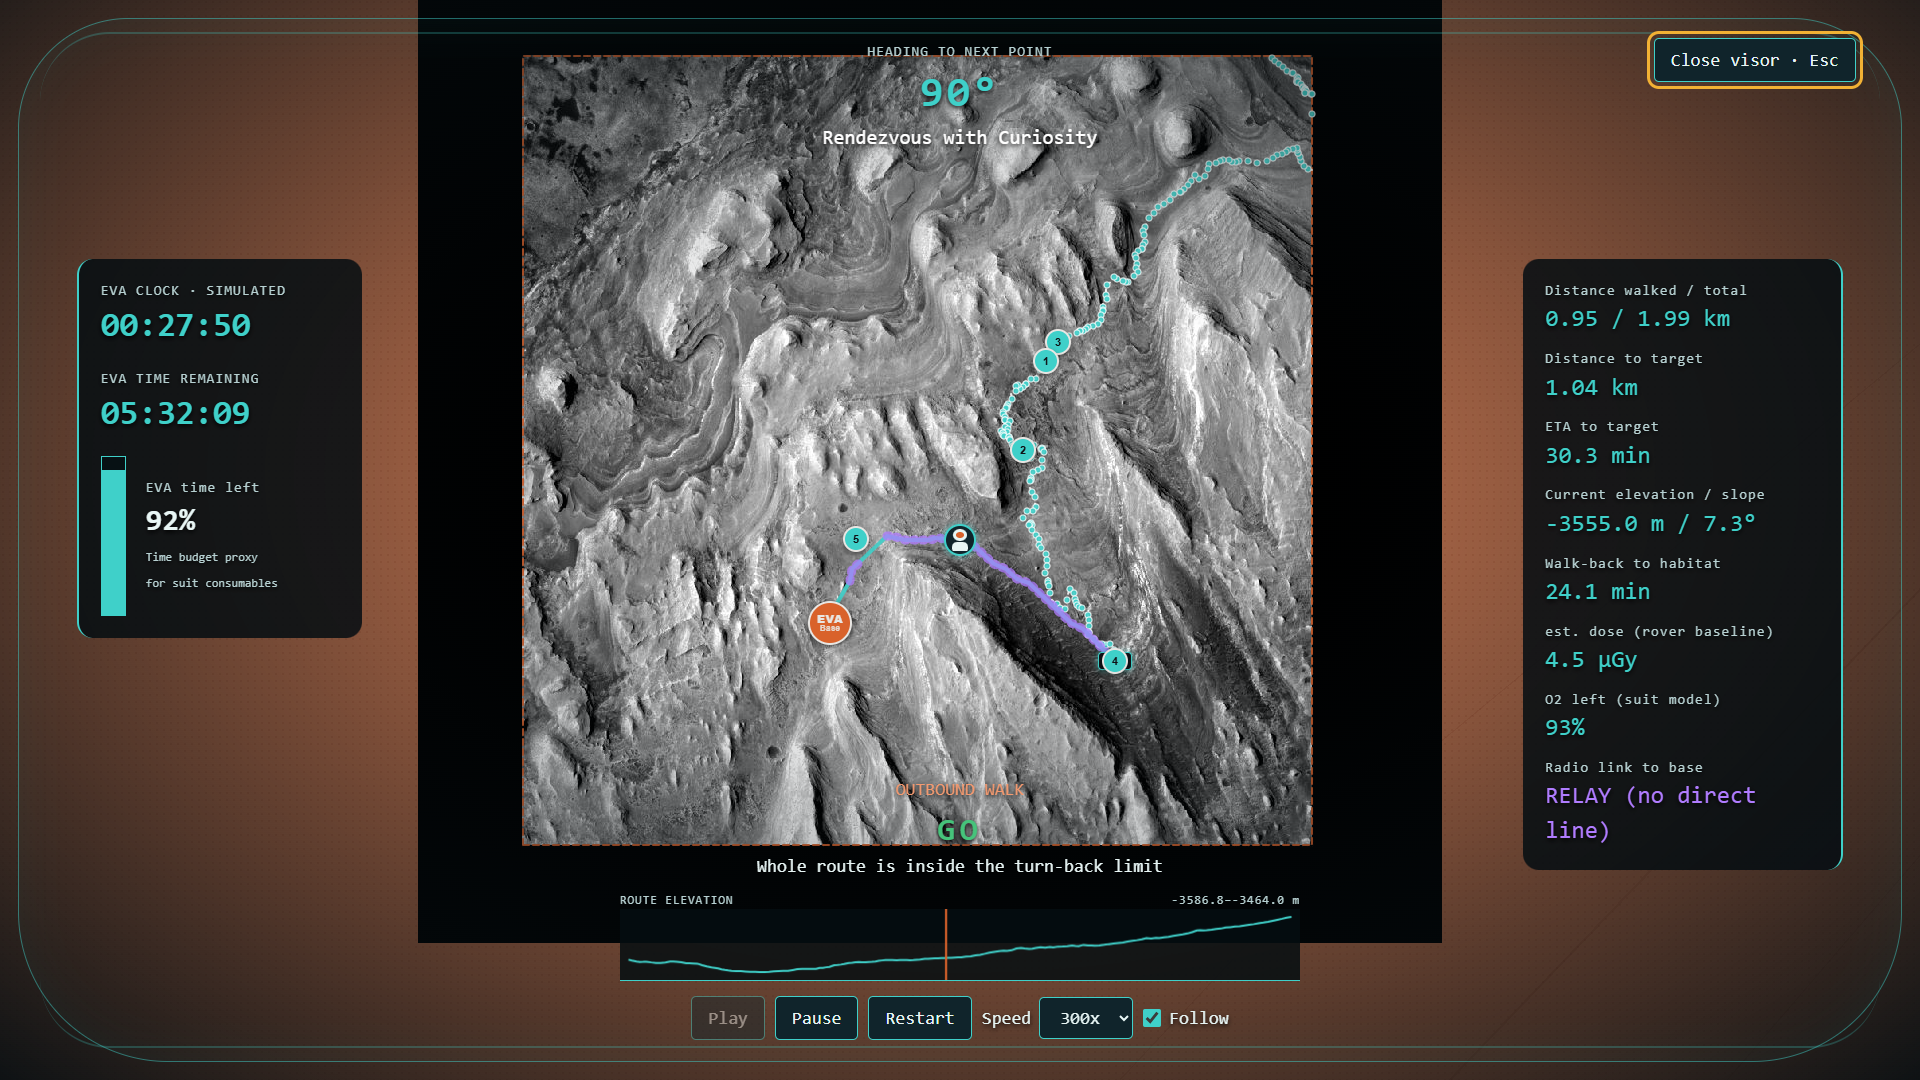 HEADING TO NEXT POINT
90°
Rendezvous with Curiosity
Close visor · Esc
EVA CLOCK · SIMULATED
00:27:50
EVA TIME REMAINING
05:32:09
EVA time left
92%
Time budget proxy
for suit consumables
3
1
2
5
EVA
Base
4
OUTBOUND WALK
GO
Whole route is inside the turn-back limit
ROUTE ELEVATION
-3586.8–-3464.0 m
Distance walked / total
0.95 / 1.99 km
Distance to target
1.04 km
ETA to target
30.3 min
Current elevation / slope
-3555.0 m / 7.3°
Walk-back to habitat
24.1 min
est. dose (rover baseline)
4.5 μGy
O2 left (suit model)
93%
Radio link to base
RELAY (no direct
line)
Play
Pause
Restart
Speed
300x
Follow